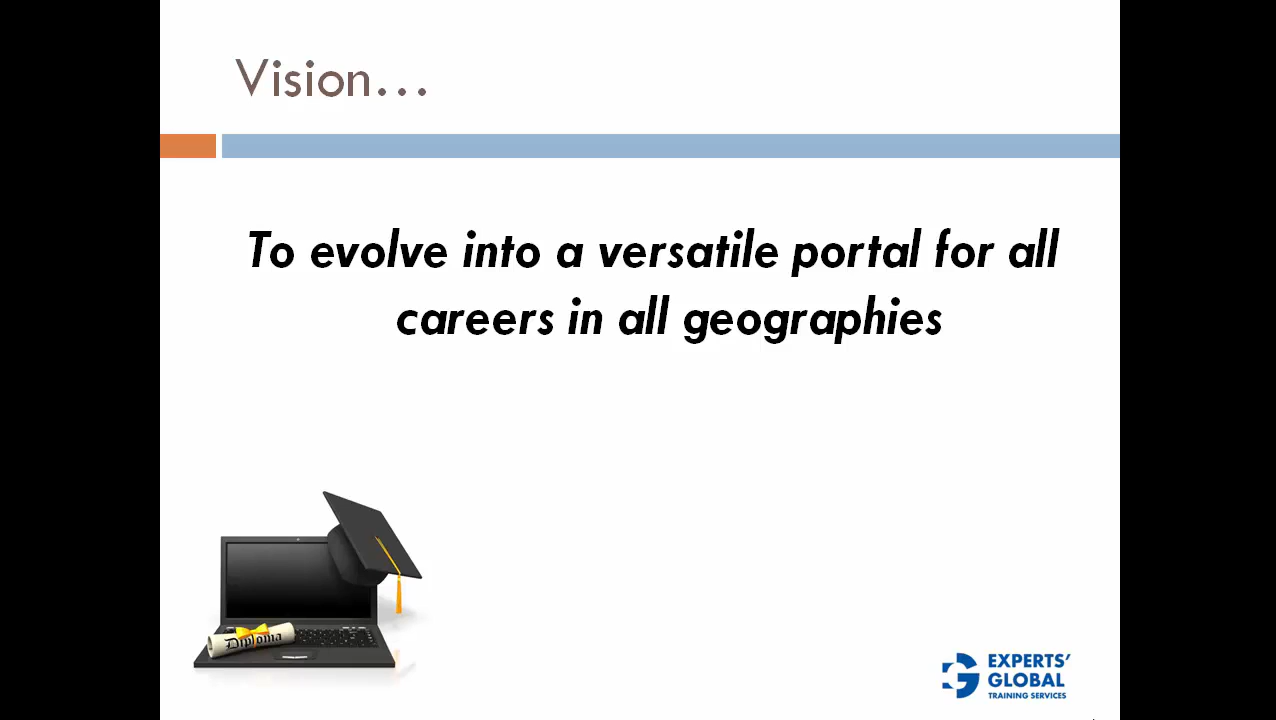 Vision...
To evolve into a versatile portal for all
careers in all geographies
Diploma
EXPERTS'
GLOBAL
TRAINING SERVICES